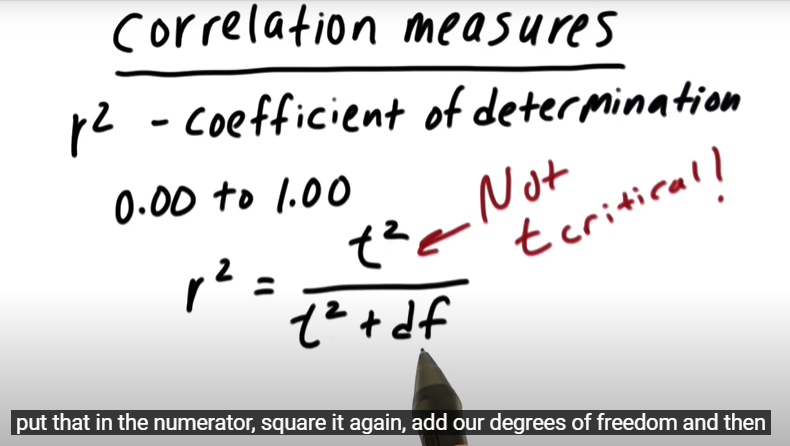 Correlation measures
r² - coefficient of determination
0.00 to 1.00
r² = t² / t² + df
Not
t critical!
put that in the numerator, square it again, add our degrees of freedom and then